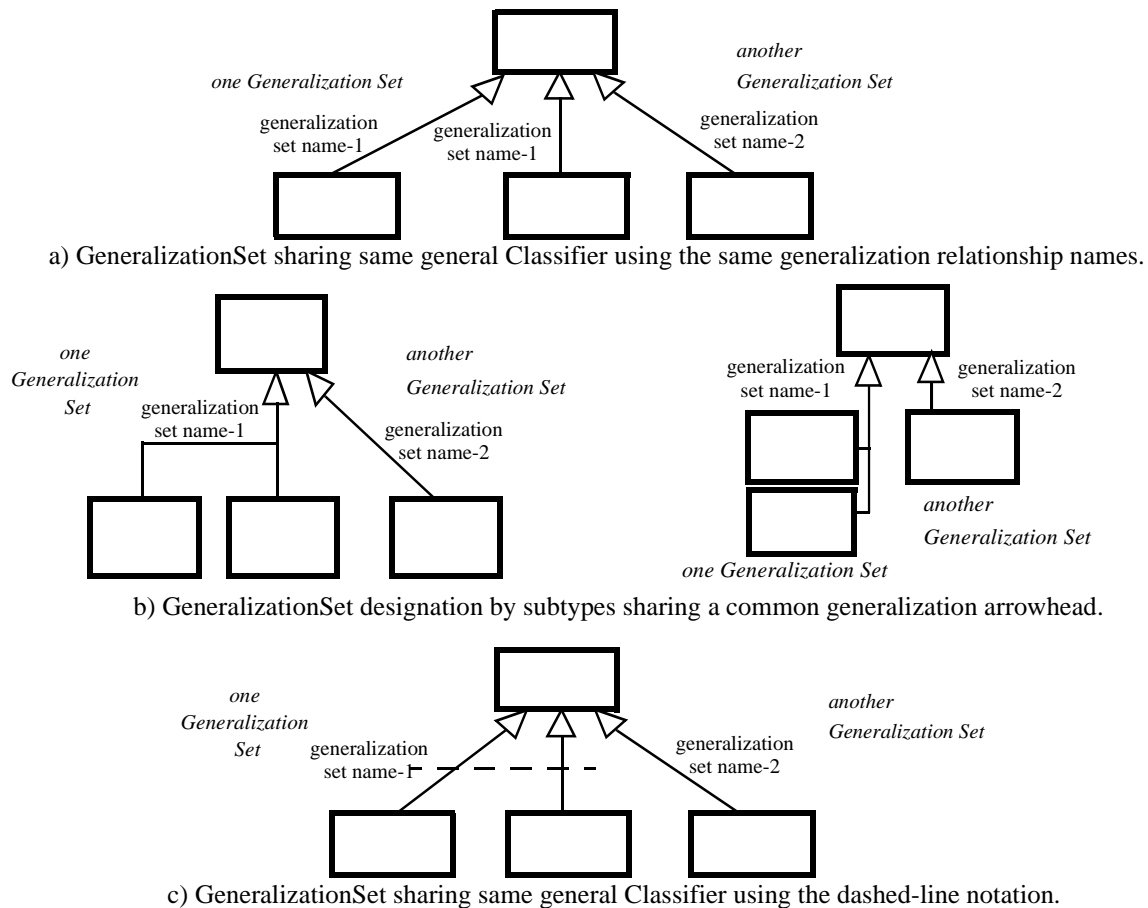 another
Generalization Set
one Generalization Set
generalization
set name-1
generalization
set name-1
generalization
set name-2
a) GeneralizationSet sharing same general Classifier using the same generalization relationship names.
one
Generalization
Set
another
Generalization Set
generalization
set name-1
generalization
set name-2
generalization
set name-1
generalization
set name-2
another
Generalization Set
one Generalization Set
b) GeneralizationSet designation by subtypes sharing a common generalization arrowhead.
one
Generalization
Set
another
Generalization Set
generalization
set name-1
generalization
set name-2
c) GeneralizationSet sharing same general Classifier using the dashed-line notation.